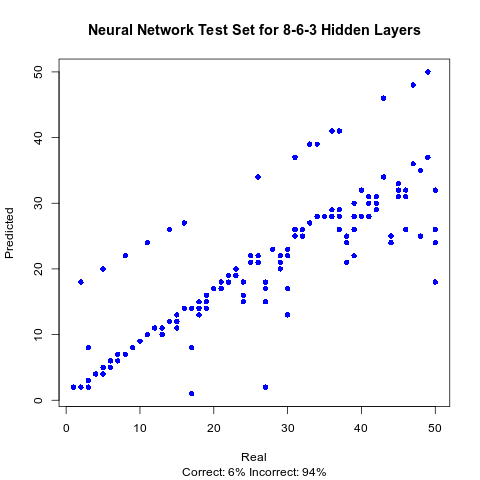 Neural Network Test Set for 8-6-3 Hidden Layers
Predicted
50
40
30
20
10
0
0 10 20 30 40 50
Real
Correct: 6% Incorrect: 94%